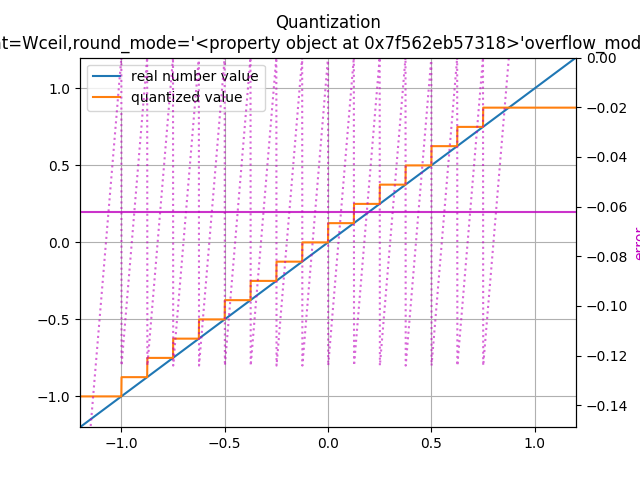 Quantization
nt=Wceil,round_mode='<property object at 0x7f562eb57318>'overflow_mod
real number value
quantized value
1.0
0.5
0.0
−0.5
−1.0
0.00
−0.02
−0.04
−0.06
−0.08
−0.10
−0.12
−0.14
error
−1.0 −0.5 0.0 0.5 1.0